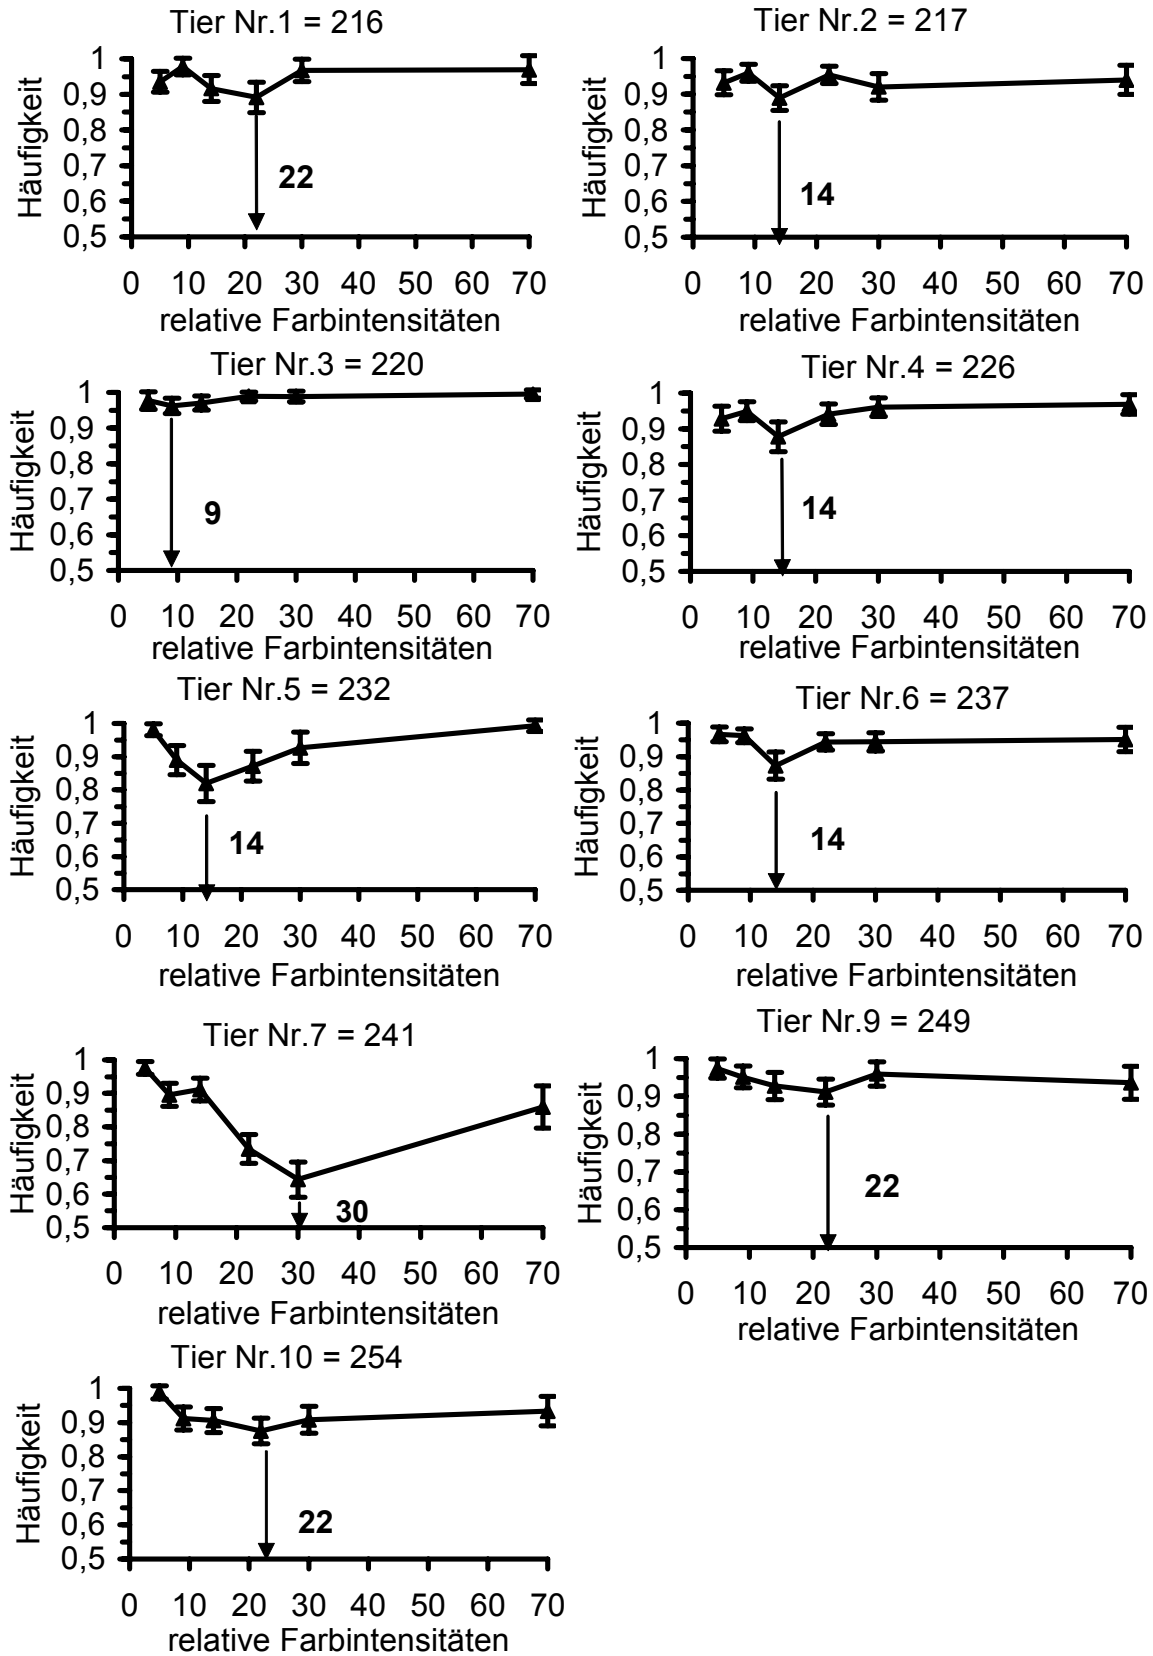 Tier Nr.1 = 216
Häufigkeit
1
0,9
0,8
0,7
0,6
0,5
22
0 10 20 30 40 50 60 70
relative Farbintensitäten
Tier Nr.2 = 217
Häufigkeit
1
0,9
0,8
0,7
0,6
0,5
14
0 10 20 30 40 50 60 70
relative Farbintensitäten
Tier Nr.3 = 220
Häufigkeit
1
0,9
0,8
0,7
0,6
0,5
9
0 10 20 30 40 50 60 70
relative Farbintensitäten
Tier Nr.4 = 226
Häufigkeit
1
0,9
0,8
0,7
0,6
0,5
14
0 10 20 30 40 50 60 70
relative Farbintensitäten
Tier Nr.5 = 232
Häufigkeit
1
0,9
0,8
0,7
0,6
0,5
14
0 10 20 30 40 50 60 70
relative Farbintensitäten
Tier Nr.6 = 237
Häufigkeit
1
0,9
0,8
0,7
0,6
0,5
14
0 10 20 30 40 50 60 70
relative Farbintensitäten
Tier Nr.7 = 241
Häufigkeit
1
0,9
0,8
0,7
0,6
0,5
30
0 10 20 30 40 50 60 70
relative Farbintensitäten
Tier Nr.9 = 249
Häufigkeit
1
0,9
0,8
0,7
0,6
0,5
22
0 10 20 30 40 50 60 70
relative Farbintensitäten
Tier Nr.10 = 254
Häufigkeit
1
0,9
0,8
0,7
0,6
0,5
22
0 10 20 30 40 50 60 70
relative Farbintensitäten